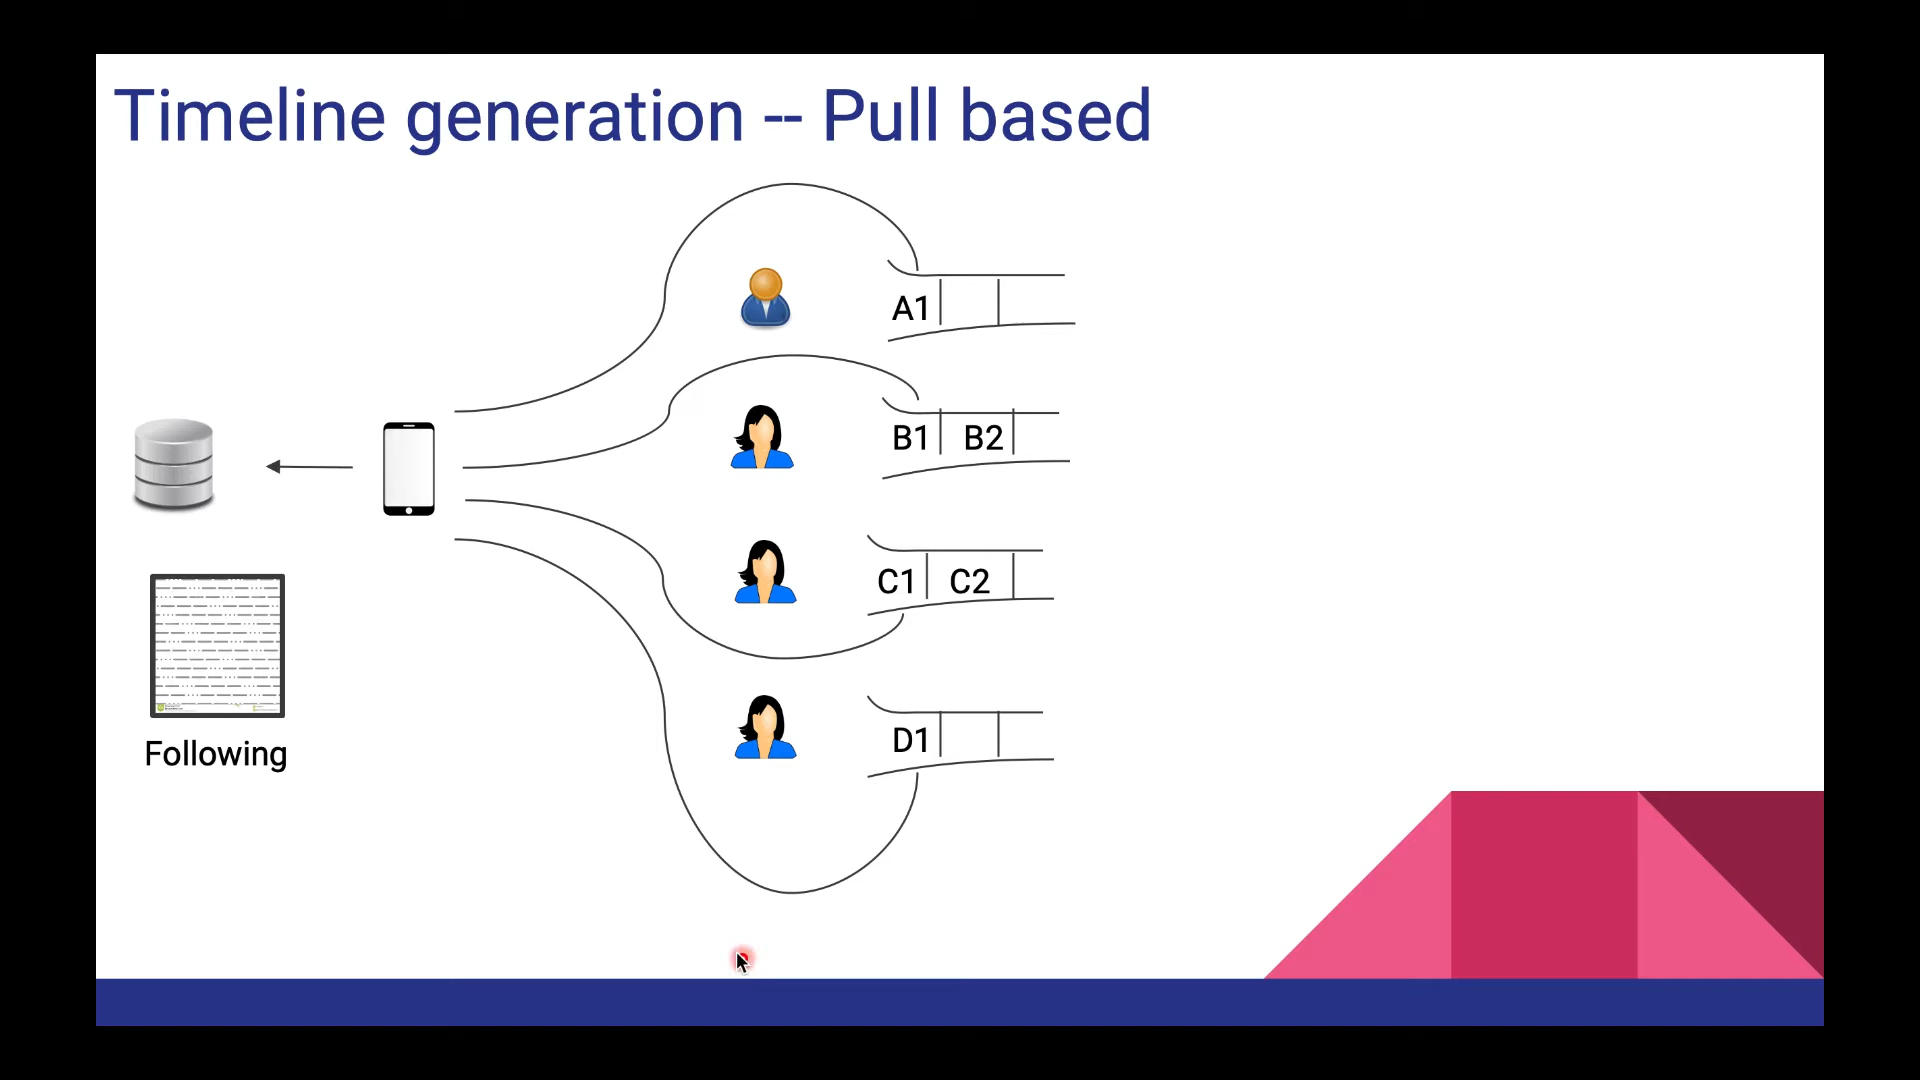 Timeline generation -- Pull based
A1
B1 B2
C1 C2
D1
Following